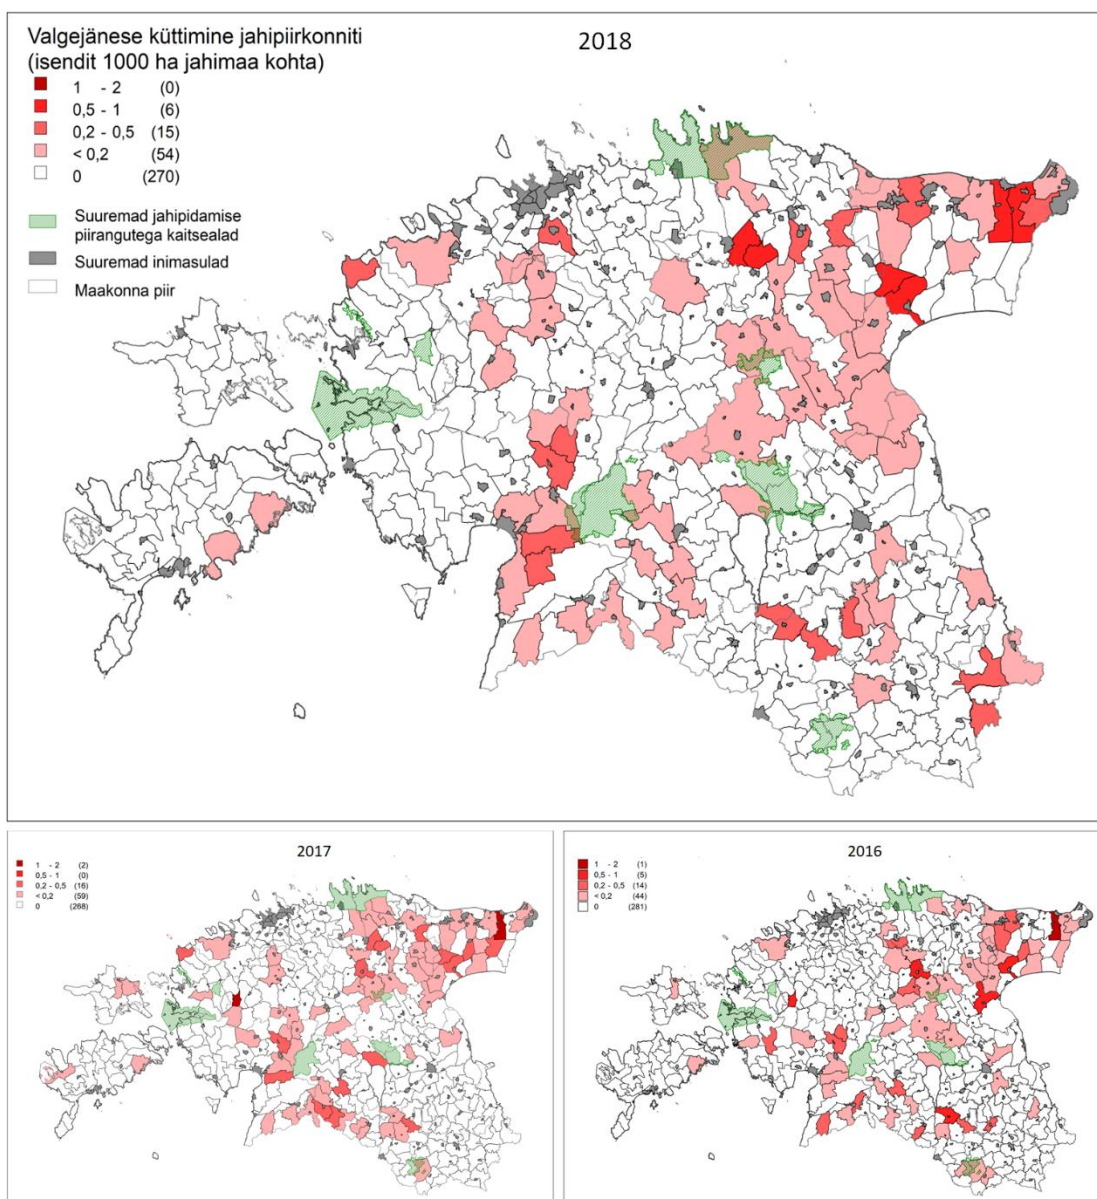 Valgejänese küttimine jahipiirkonniti
(isendit 1000 ha jahimaa kohta)
2018
1 - 2 (0)
0,5 - 1 (6)
0,2 - 0,5 (15)
< 0,2 (54)
0 (270)
Suuremad jahipidamise
piirangutega kaitsealad
Suuremad inimasulad
Maakonna piir
2017
1 - 2 (2)
0,5 - 1 (0)
0,2 - 0,5 (16)
< 0,2 (59)
0 (268)
2016
1 - 2 (1)
0,5 - 1 (5)
0,2 - 0,5 (14)
< 0,2 (44)
0 (281)